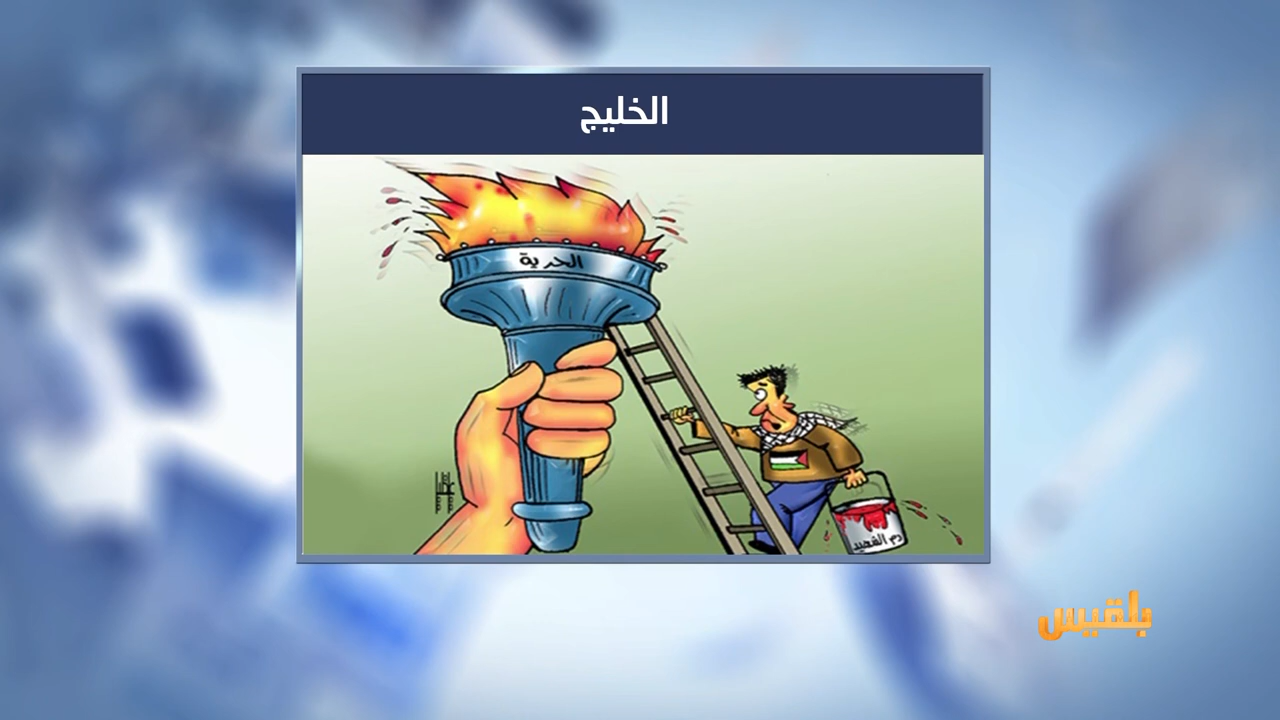 الخليج
الحرية
دم الشهيد
بلقيس